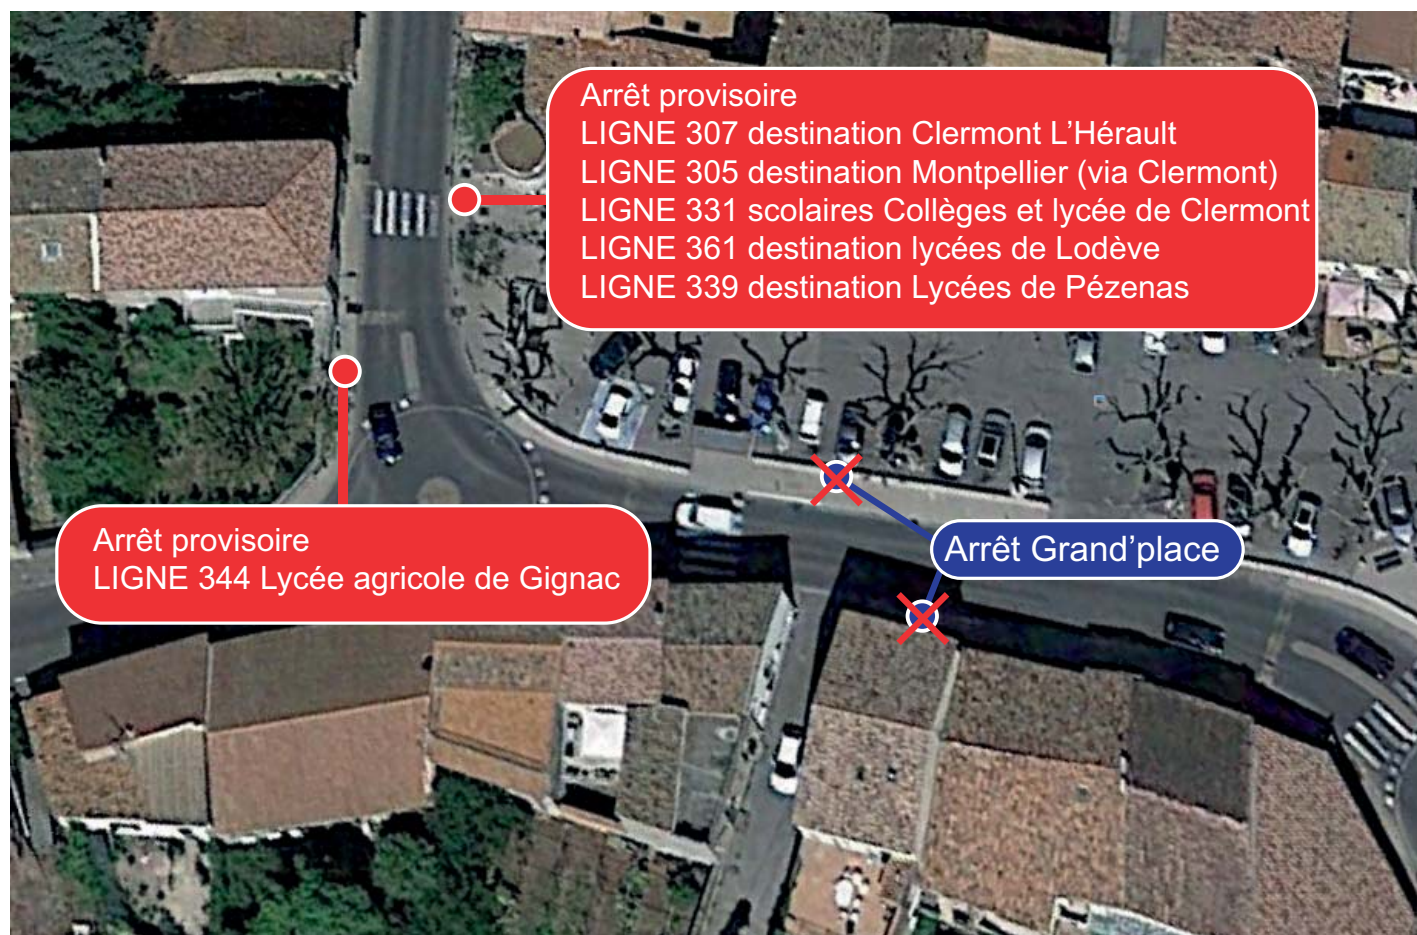 Arrêt provisoire
LIGNE 307 destination Clermont L’Hérault
LIGNE 305 destination Montpellier (via Clermont)
LIGNE 331 scolaires Collèges et lycée de Clermont
LIGNE 361 destination lycées de Lodève
LIGNE 339 destination Lycées de Pézenas
Arrêt Grand’place
Arrêt provisoire
LIGNE 344 Lycée agricole de Gignac